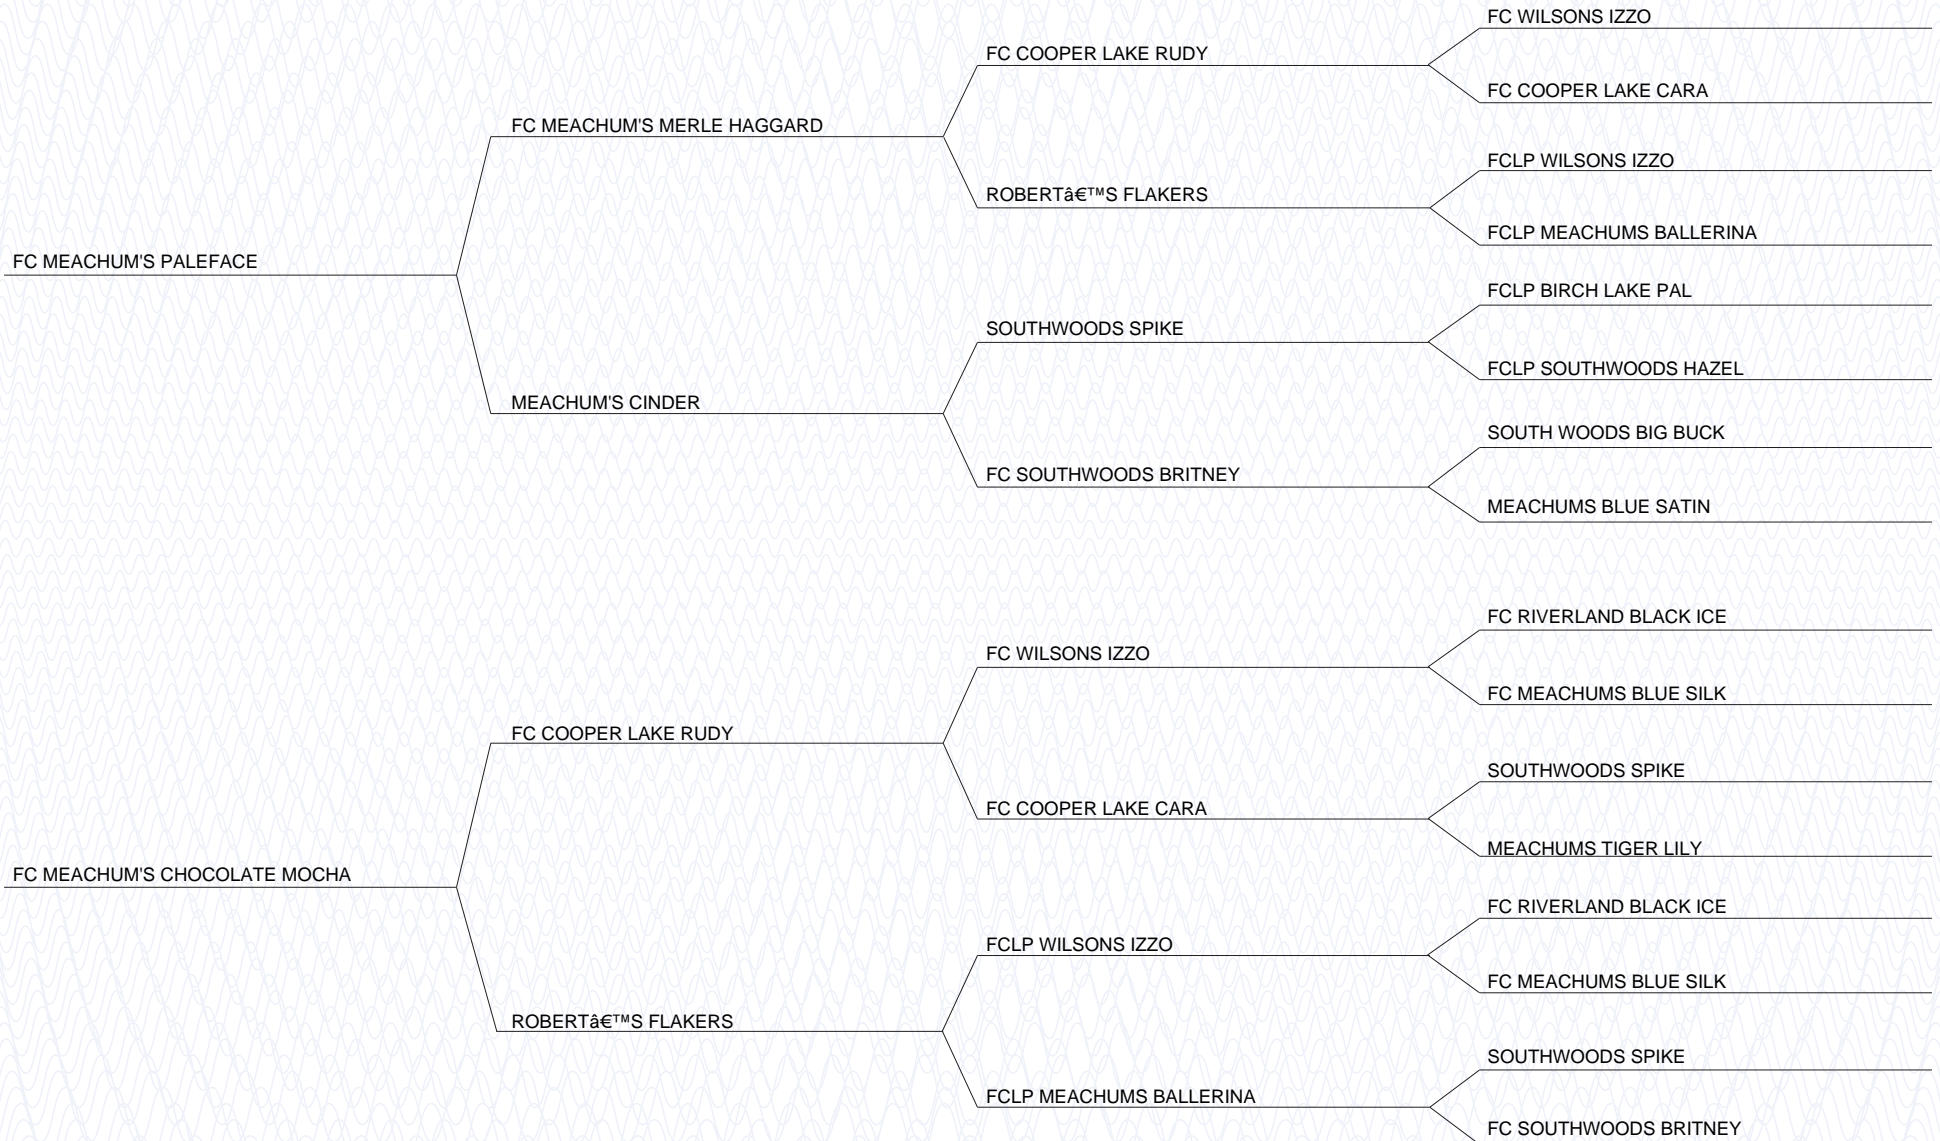 FC WILSONS IZZO
FC COOPER LAKE RUDY
FC COOPER LAKE CARA
FC MEACHUM'S MERLE HAGGARD
FCLP WILSONS IZZO
ROBERTâ€™S FLAKERS
FCLP MEACHUMS BALLERINA
FC MEACHUM'S PALEFACE
FCLP BIRCH LAKE PAL
SOUTHWOODS SPIKE
FCLP SOUTHWOODS HAZEL
MEACHUM'S CINDER
SOUTH WOODS BIG BUCK
FC SOUTHWOODS BRITNEY
MEACHUMS BLUE SATIN
FC RIVERLAND BLACK ICE
FC WILSONS IZZO
FC MEACHUMS BLUE SILK
FC COOPER LAKE RUDY
SOUTHWOODS SPIKE
FC COOPER LAKE CARA
MEACHUMS TIGER LILY
FC MEACHUM'S CHOCOLATE MOCHA
FC RIVERLAND BLACK ICE
FCLP WILSONS IZZO
FC MEACHUMS BLUE SILK
ROBERTâ€™S FLAKERS
SOUTHWOODS SPIKE
FCLP MEACHUMS BALLERINA
FC SOUTHWOODS BRITNEY